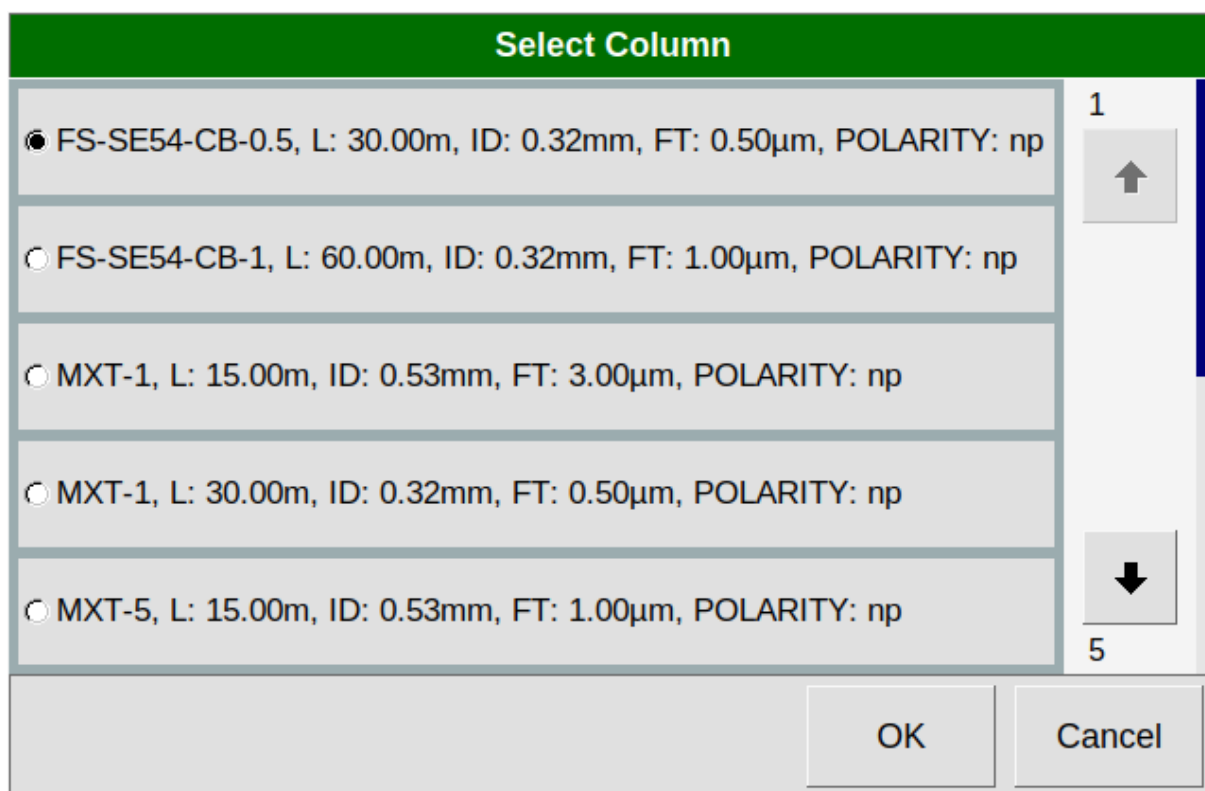 Select Column
FS-SE54-CB-0.5, L: 30.00m, ID: 0.32mm, FT: 0.50µm, POLARITY: np
FS-SE54-CB-1, L: 60.00m, ID: 0.32mm, FT: 1.00µm, POLARITY: np
MXT-1, L: 15.00m, ID: 0.53mm, FT: 3.00µm, POLARITY: np
MXT-1, L: 30.00m, ID: 0.32mm, FT: 0.50µm, POLARITY: np
MXT-5, L: 15.00m, ID: 0.53mm, FT: 1.00µm, POLARITY: np
1
5
OK
Cancel